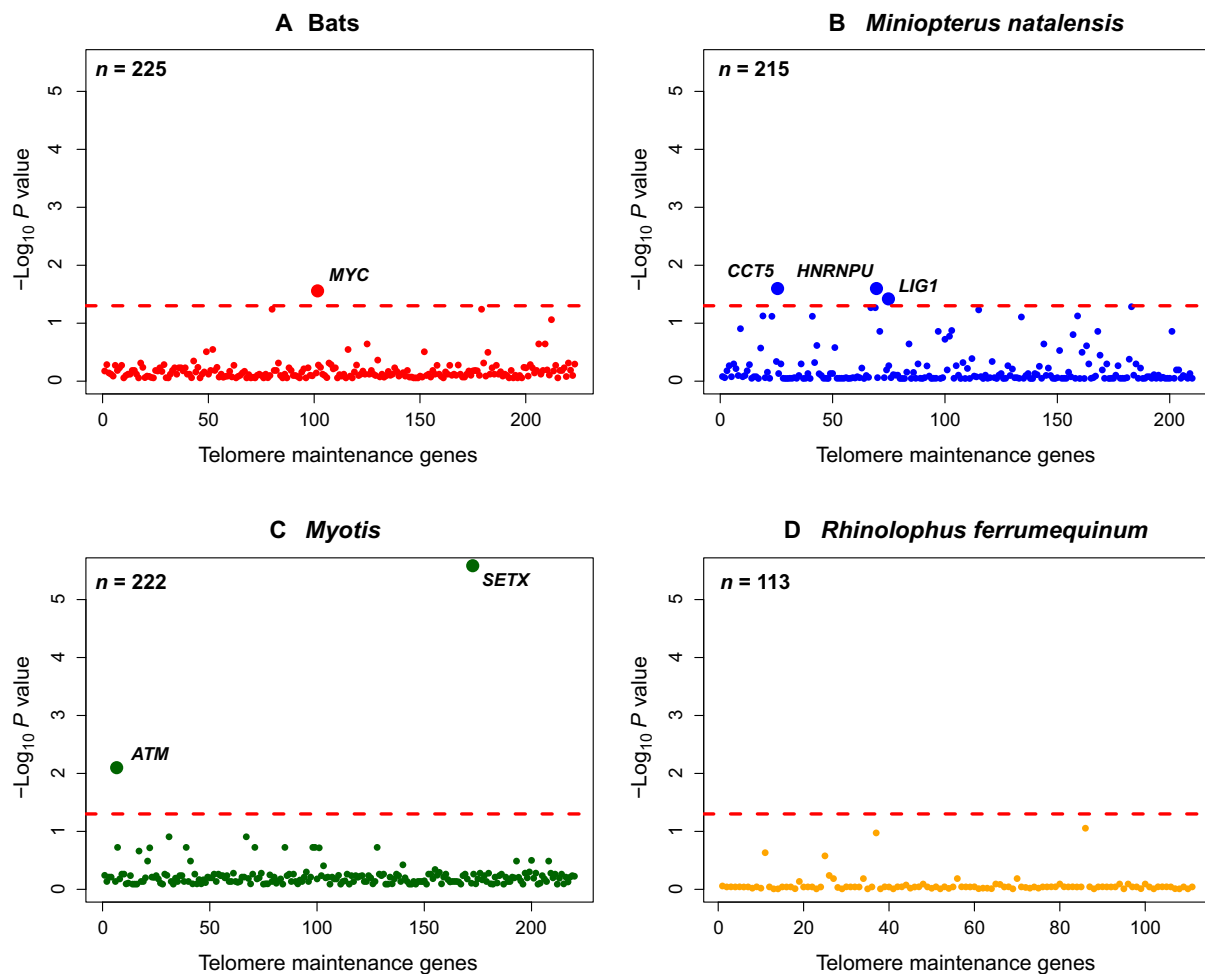 A Bats
n = 225
5
4
3
2
1
0
−Log10 P value
MYC
0 50 100 150 200
Telomere maintenance genes
B Miniopterus natalensis
n = 215
5
4
3
2
1
0
−Log10 P value
CCT5 HNRNPU LIG1
0 50 100 150 200
Telomere maintenance genes
C Myotis
n = 222
5
4
3
2
1
0
−Log10 P value
SETX
ATM
0 50 100 150 200
Telomere maintenance genes
D Rhinolophus ferrumequinum
n = 113
5
4
3
2
1
0
−Log10 P value
0 20 40 60 80 100
Telomere maintenance genes